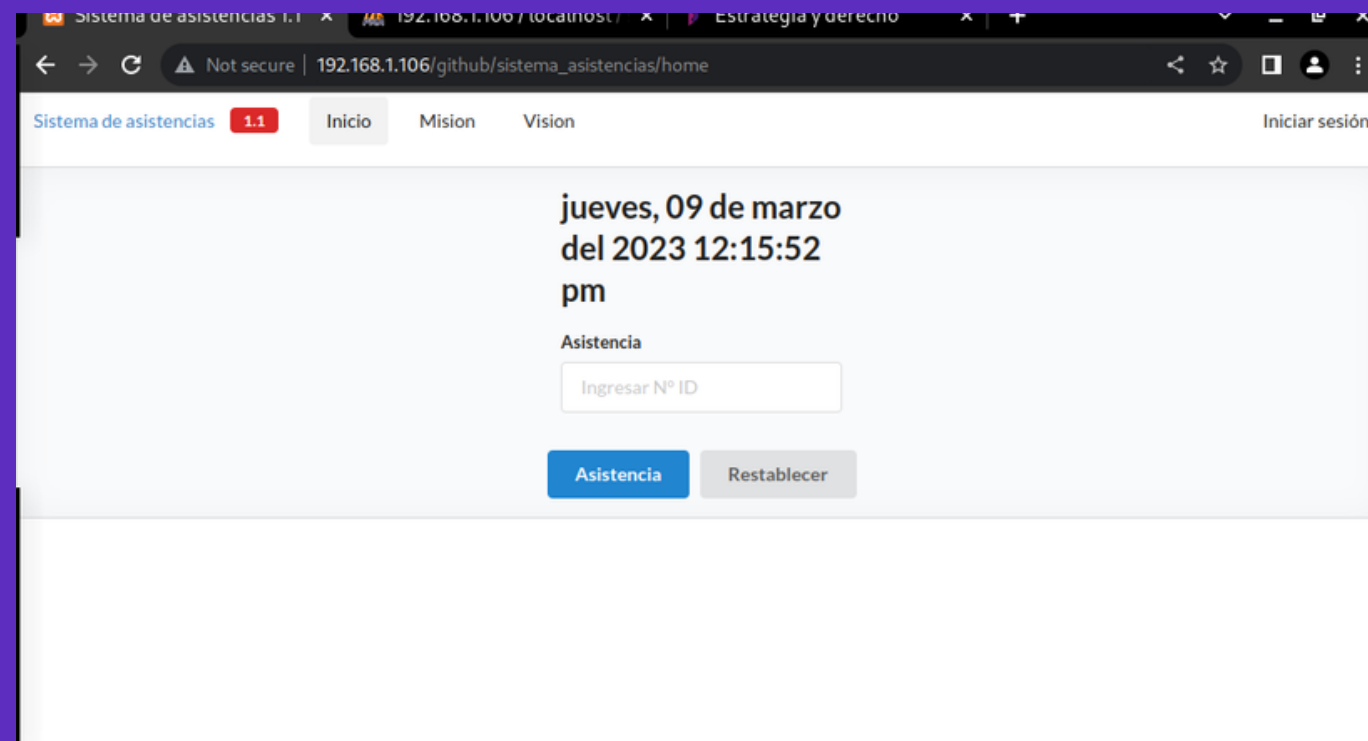 Sistema de asistencias 1.1
192.168.1.106 / localhost /
Estrategia y derecho
Not secure | 192.168.1.106/github/sistema_asistencias/home
Sistema de asistencias 1.1 Inicio Mision Vision Iniciar sesión
jueves, 09 de marzo
del 2023 12:15:52
pm
Asistencia
Ingresar Nº ID
Asistencia Restablecer